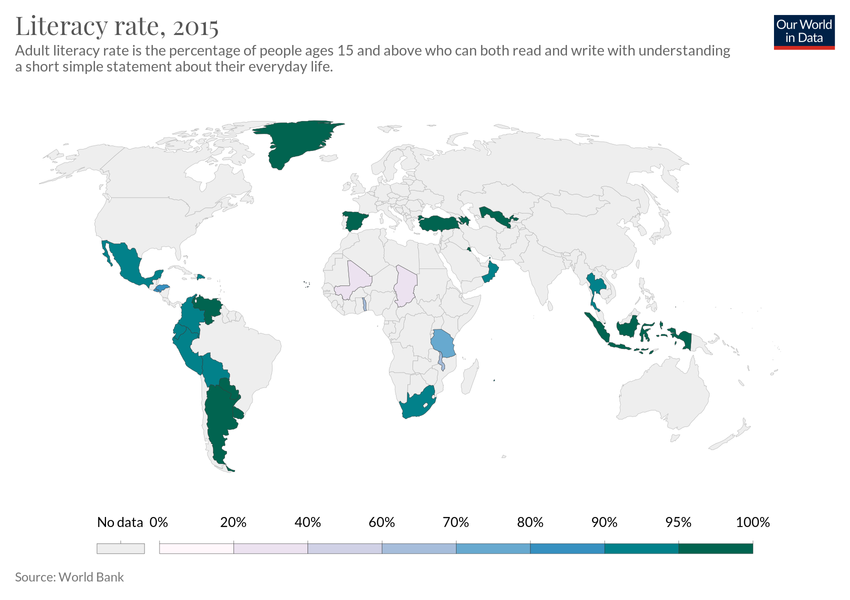 Literacy rate, 2015
Our World
in Data
Adult literacy rate is the percentage of people ages 15 and above who can both read and write with understanding
a short simple statement about their everyday life.
No data 0% 20% 40% 60% 70% 80% 90% 95% 100%
Source: World Bank